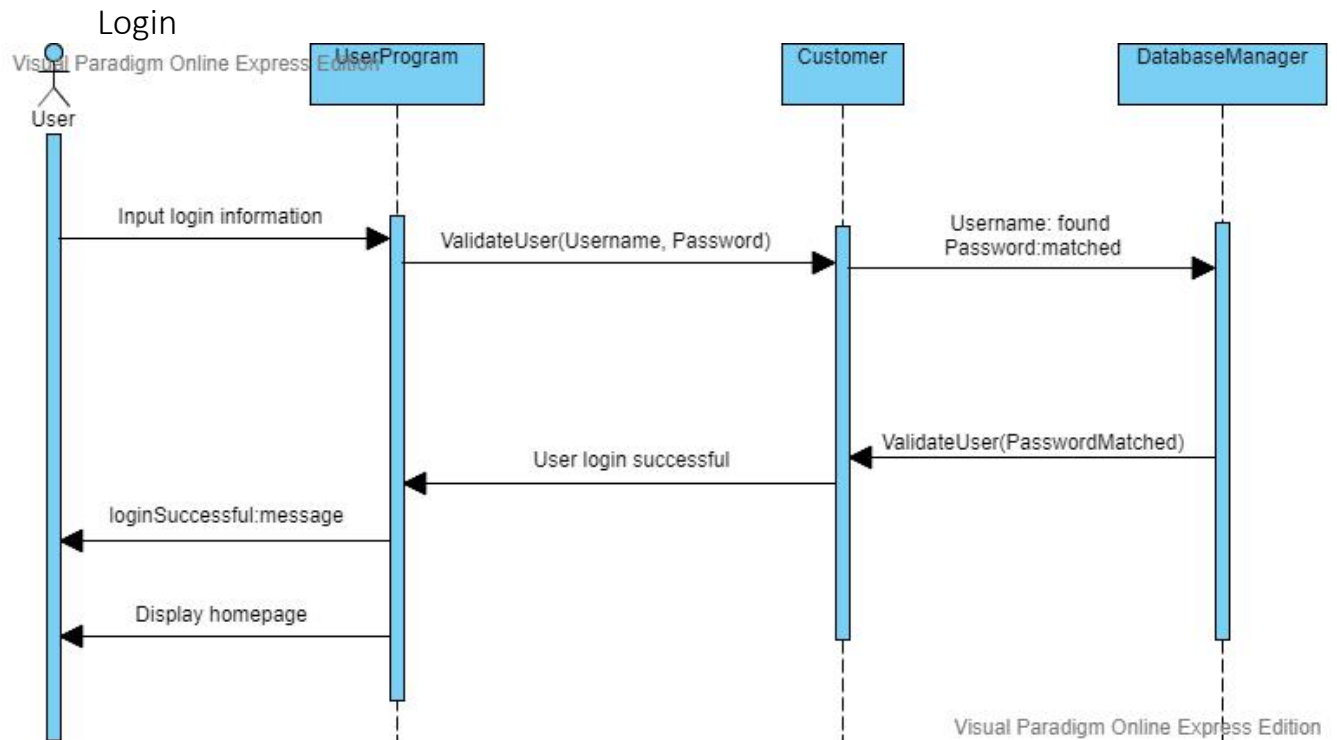 Login
Visual Paradigm Online Express Edition
UserProgram
Customer
DatabaseManager
User
Input login information
ValidateUser(Username, Password)
Username: found
Password:matched
ValidateUser(PasswordMatched)
User login successful
loginSuccessful:message
Display homepage
Visual Paradigm Online Express Edition